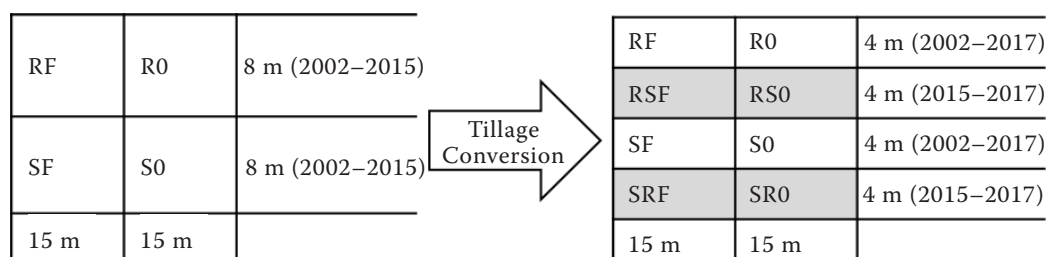 RF R0 8 m (2002–2015)
SF S0 8 m (2002–2015)
15 m 15 m
Tillage
Conversion
RF R0 4 m (2002–2017)
RSF RS0 4 m (2015–2017)
SF S0 4 m (2002–2017)
SRF SR0 4 m (2015–2017)
15 m 15 m